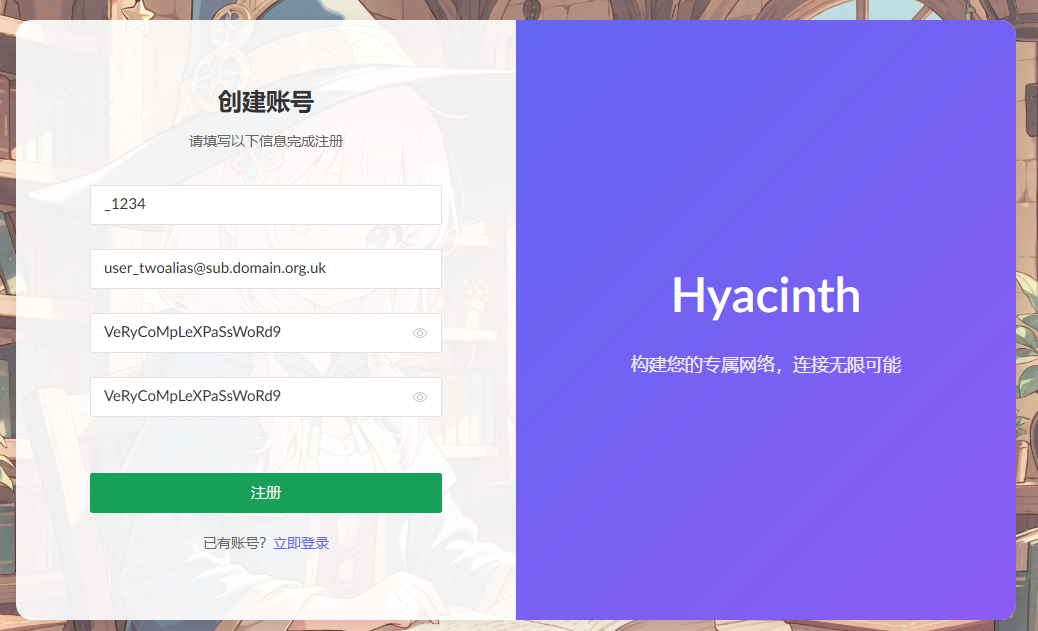 创建账号
请填写以下信息完成注册
_1234
user_twoalias@sub.domain.org.uk
VeRyCoMpLeXPaSsWoRd9
VeRyCoMpLeXPaSsWoRd9
注册
已有账号？立即登录
Hyacinth
构建您的专属网络，连接无限可能